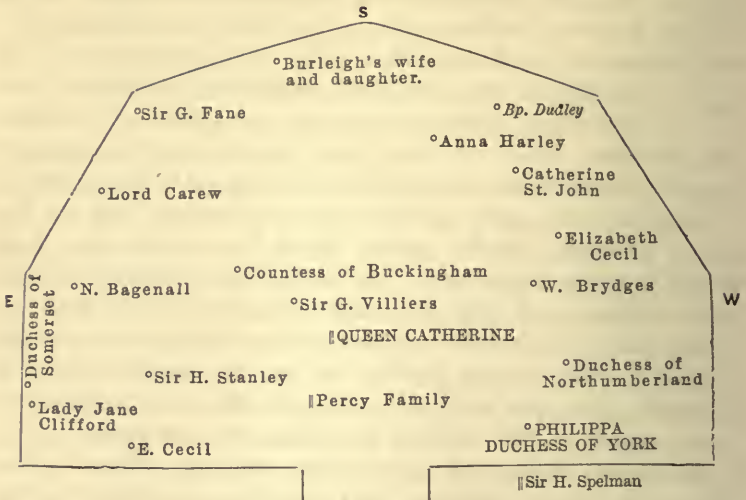 S
°Burleigh's wife
and daughter.
°Sir G. Fane
°Bp. Dudley
°Anna Harley
°Catherine
St. John
°Lord Carew
°Elizabeth
Cecil
°Countess of Buckingham
°N. Bagenall
°W. Brydges
E
W
°Duchess of
Somerset
°Sir G. Villiers
‖QUEEN CATHERINE
°Duchess of
Northumberland
°Sir H. Stanley
‖Percy Family
°Lady Jane
Clifford
°PHILIPPA
DUCHESS OF YORK
°E. Cecil
‖Sir H. Spelman